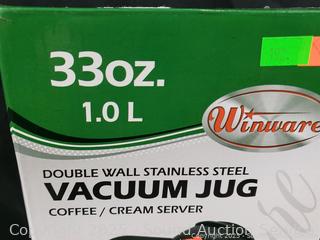 33oz.
1.0 L
Winware
DOUBLE WALL STAINLESS STEEL
VACUUM JUG
COFFEE / CREAM SERVER